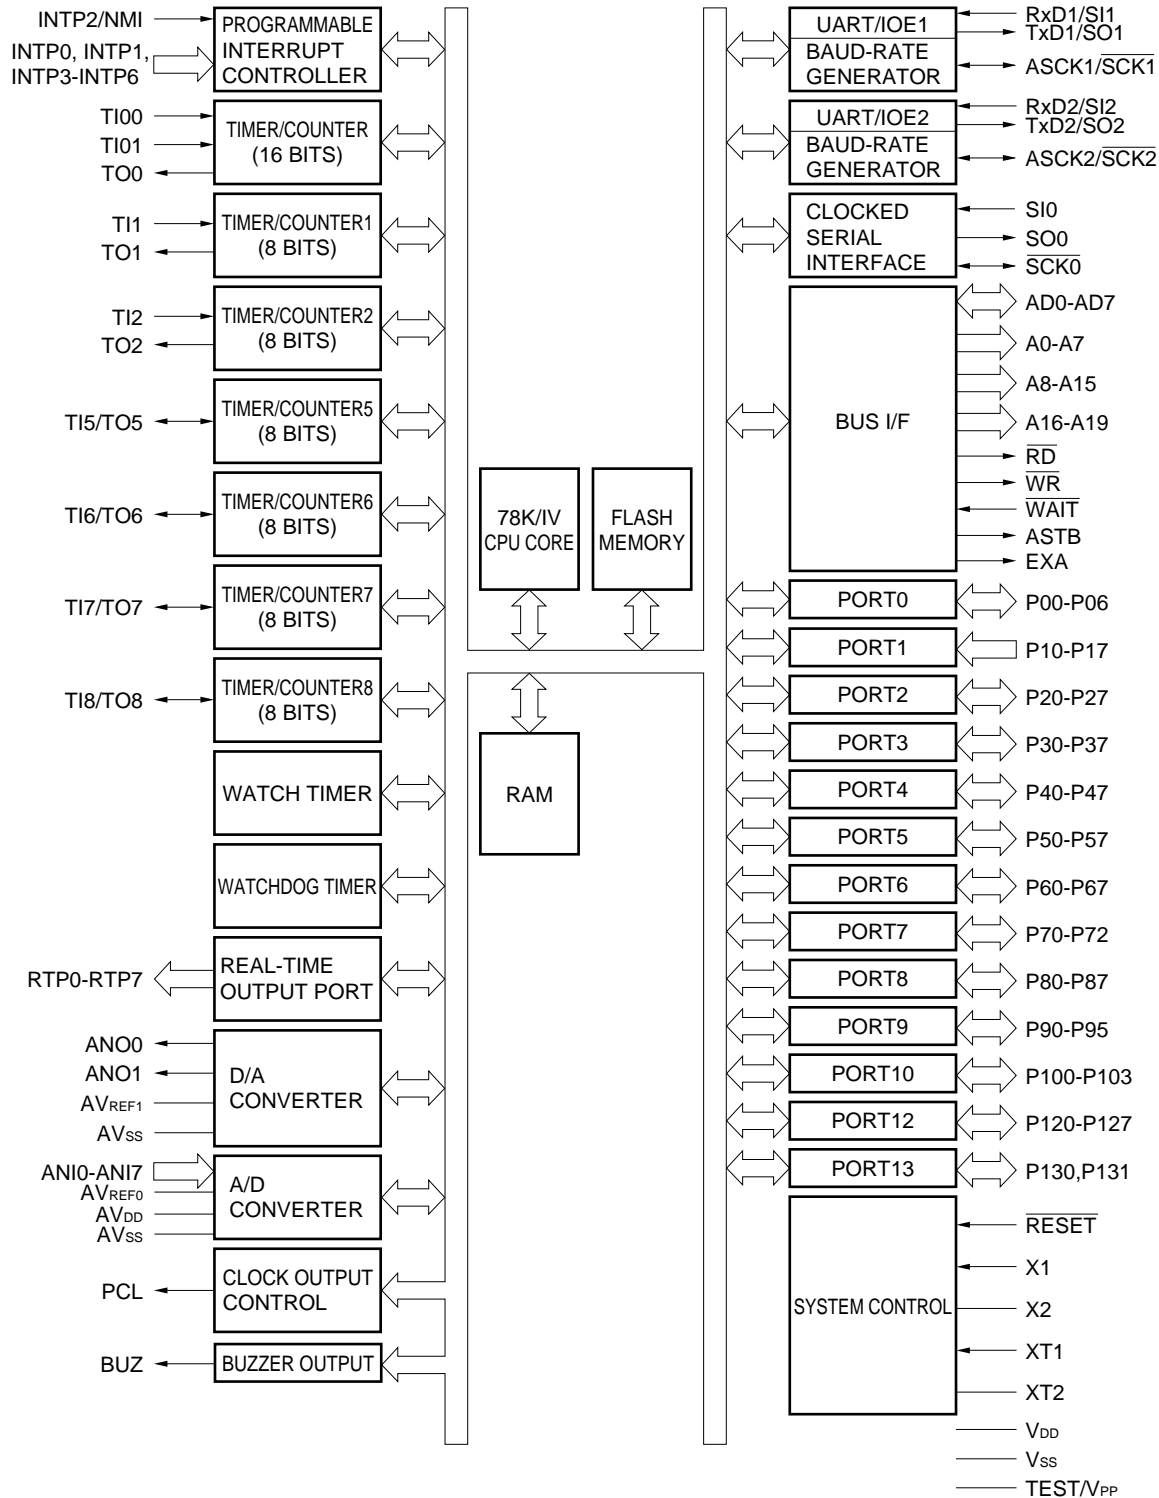 INTP2/NMI
INTP0, INTP1,
INTP3-INTP6
PROGRAMMABLE
INTERRUPT
CONTROLLER
TI00
TI01
TO0
TIMER/COUNTER
(16 BITS)
TI1
TO1
TIMER/COUNTER1
(8 BITS)
TI2
TO2
TIMER/COUNTER2
(8 BITS)
TI5/TO5
TIMER/COUNTER5
(8 BITS)
TI6/TO6
TIMER/COUNTER6
(8 BITS)
TI7/TO7
TIMER/COUNTER7
(8 BITS)
TI8/TO8
TIMER/COUNTER8
(8 BITS)
WATCH TIMER
WATCHDOG TIMER
RTP0-RTP7
REAL-TIME
OUTPUT PORT
ANO0
ANO1
AVREF1
AVSS
D/A
CONVERTER
ANI0-ANI7
AVREF0
AVDD
AVSS
A/D
CONVERTER
PCL
CLOCK OUTPUT
CONTROL
BUZ
BUZZER OUTPUT
78K/IV
CPU CORE
FLASH
MEMORY
RAM
UART/IOE1
BAUD-RATE
GENERATOR
RxD1/SI1
TxD1/SO1
ASCK1/SCK1
UART/IOE2
BAUD-RATE
GENERATOR
RxD2/SI2
TxD2/SO2
ASCK2/SCK2
CLOCKED
SERIAL
INTERFACE
SI0
SO0
SCK0
BUS I/F
AD0-AD7
A0-A7
A8-A15
A16-A19
RD
WR
WAIT
ASTB
EXA
PORT0
P00-P06
PORT1
P10-P17
PORT2
P20-P27
PORT3
P30-P37
PORT4
P40-P47
PORT5
P50-P57
PORT6
P60-P67
PORT7
P70-P72
PORT8
P80-P87
PORT9
P90-P95
PORT10
P100-P103
PORT12
P120-P127
PORT13
P130,P131
SYSTEM CONTROL
RESET
X1
X2
XT1
XT2
VDD
VSS
TEST/VPP